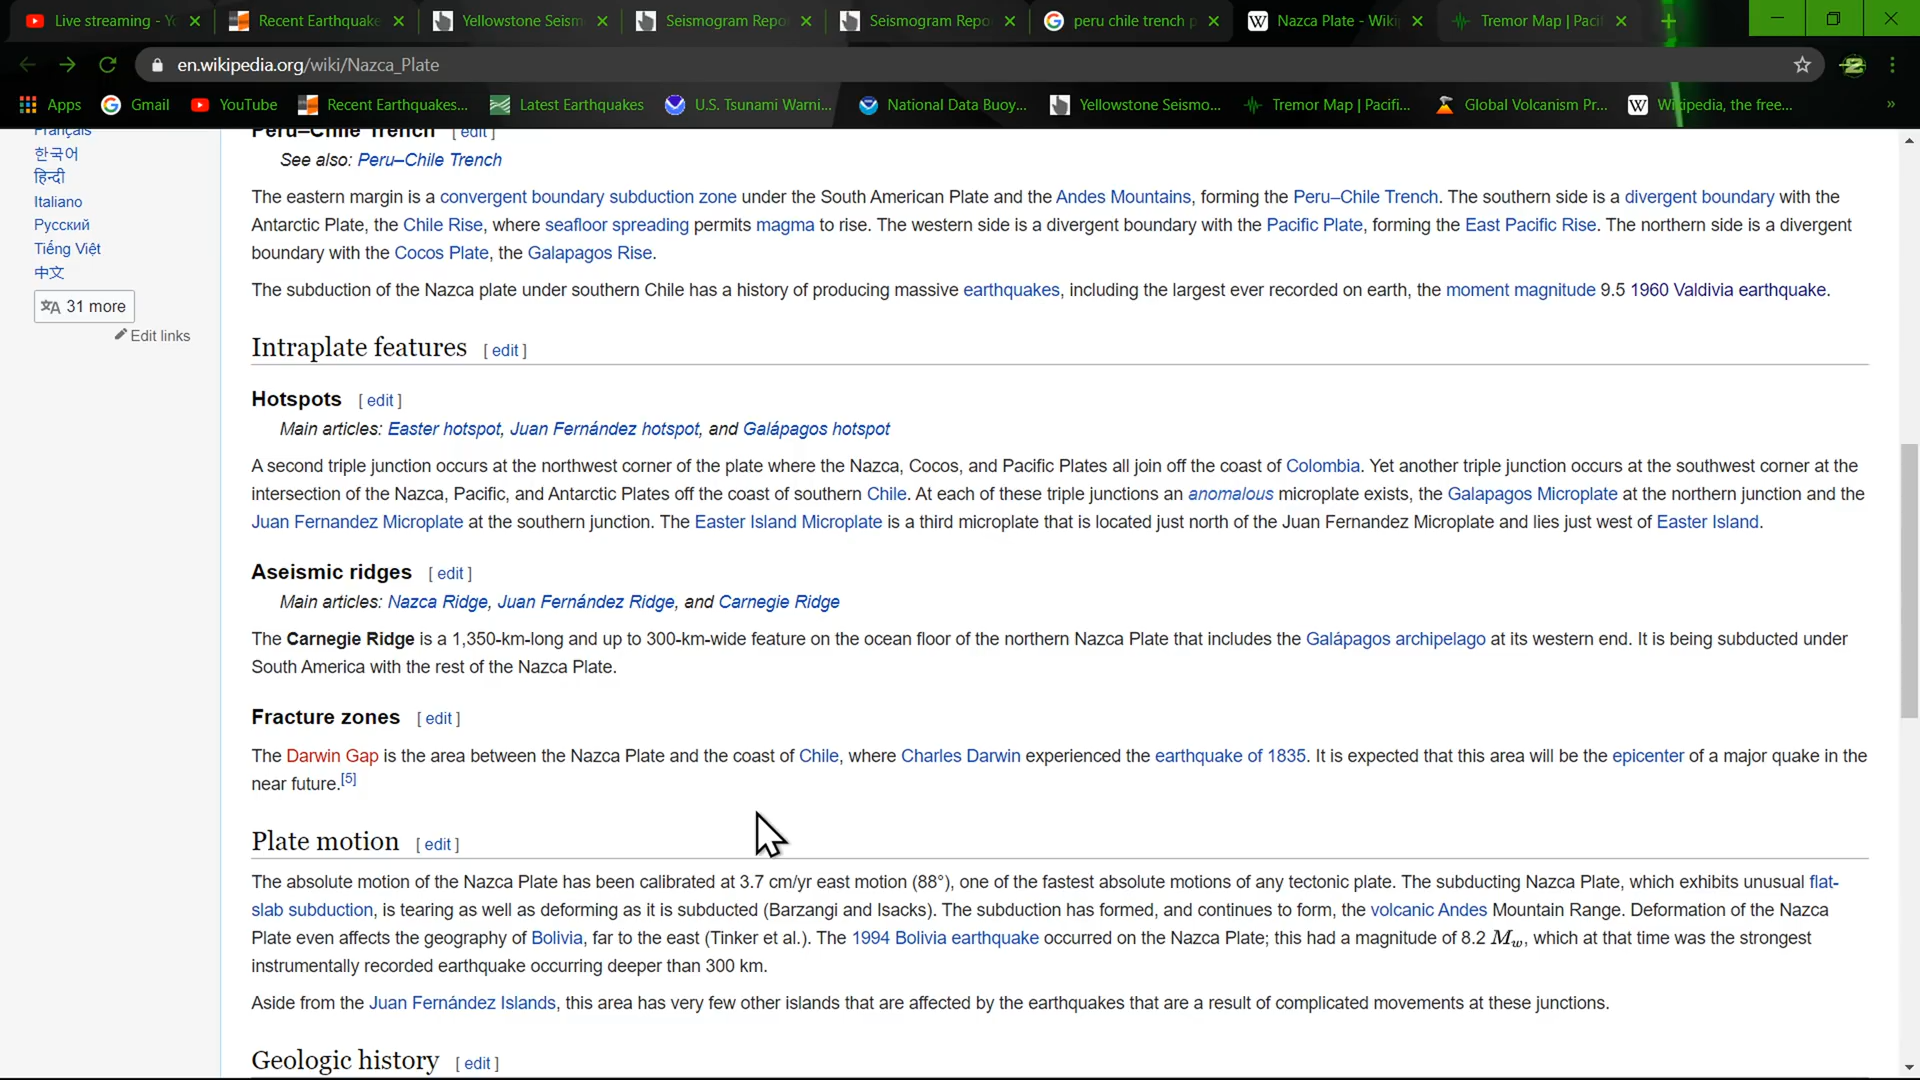 Live streaming - Yo
Recent Earthquake
Yellowstone Seism
Seismogram Repo
Seismogram Repo
peru chile trench p
Nazca Plate - Wiki
Tremor Map | Paci
en.wikipedia.org/wiki/Nazca_Plate
Apps
Gmail
YouTube
Recent Earthquakes...
Latest Earthquakes
U.S. Tsunami Warni...
National Data Buoy...
Yellowstone Seismo...
Tremor Map | Pacifi...
Global Volcanism Pr...
Wikipedia, the free...
»
Français
한국어
हिन्दी
Italiano
Русский
Tiếng Việt
中文
31 more
Edit links
Peru–Chile Trench [ edit ]
See also: Peru–Chile Trench
The eastern margin is a convergent boundary subduction zone under the South American Plate and the Andes Mountains, forming the Peru–Chile Trench. The southern side is a divergent boundary with the
Antarctic Plate, the Chile Rise, where seafloor spreading permits magma to rise. The western side is a divergent boundary with the Pacific Plate, forming the East Pacific Rise. The northern side is a divergent
boundary with the Cocos Plate, the Galapagos Rise.
The subduction of the Nazca plate under southern Chile has a history of producing massive earthquakes, including the largest ever recorded on earth, the moment magnitude 9.5 1960 Valdivia earthquake.
Intraplate features [ edit ]
Hotspots [ edit ]
Main articles: Easter hotspot, Juan Fernández hotspot, and Galápagos hotspot
A second triple junction occurs at the northwest corner of the plate where the Nazca, Cocos, and Pacific Plates all join off the coast of Colombia. Yet another triple junction occurs at the southwest corner at the
intersection of the Nazca, Pacific, and Antarctic Plates off the coast of southern Chile. At each of these triple junctions an anomalous microplate exists, the Galapagos Microplate at the northern junction and the
Juan Fernandez Microplate at the southern junction. The Easter Island Microplate is a third microplate that is located just north of the Juan Fernandez Microplate and lies just west of Easter Island.
Aseismic ridges [ edit ]
Main articles: Nazca Ridge, Juan Fernández Ridge, and Carnegie Ridge
The Carnegie Ridge is a 1,350-km-long and up to 300-km-wide feature on the ocean floor of the northern Nazca Plate that includes the Galápagos archipelago at its western end. It is being subducted under
South America with the rest of the Nazca Plate.
Fracture zones [ edit ]
The Darwin Gap is the area between the Nazca Plate and the coast of Chile, where Charles Darwin experienced the earthquake of 1835. It is expected that this area will be the epicenter of a major quake in the
near future.[5]
Plate motion [ edit ]
The absolute motion of the Nazca Plate has been calibrated at 3.7 cm/yr east motion (88°), one of the fastest absolute motions of any tectonic plate. The subducting Nazca Plate, which exhibits unusual flat-
slab subduction, is tearing as well as deforming as it is subducted (Barzangi and Isacks). The subduction has formed, and continues to form, the volcanic Andes Mountain Range. Deformation of the Nazca
Plate even affects the geography of Bolivia, far to the east (Tinker et al.). The 1994 Bolivia earthquake occurred on the Nazca Plate; this had a magnitude of 8.2 Mw, which at that time was the strongest
instrumentally recorded earthquake occurring deeper than 300 km.
Aside from the Juan Fernández Islands, this area has very few other islands that are affected by the earthquakes that are a result of complicated movements at these junctions.
Geologic history [ edit ]